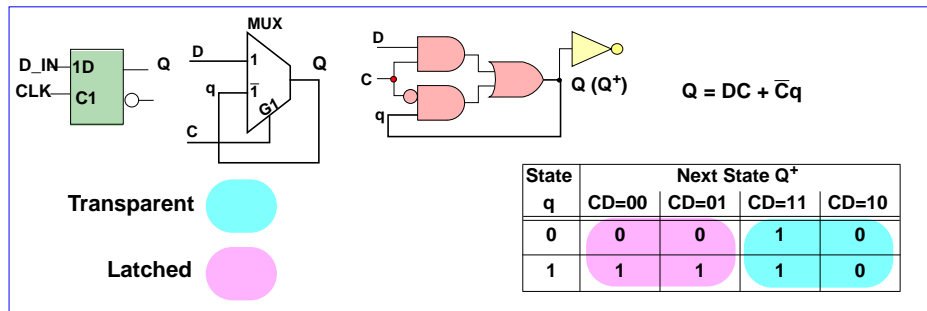 MUX
D_IN
1D
Q
CLK
C1
D
1
Q
q
1̅
G1
C
D
C
q
Q (Q⁺)
Q = DC + C̅q
Transparent
Latched
State Next State Q⁺
q CD=00 CD=01 CD=11 CD=10
0 0 0 1 0
1 1 1 1 0